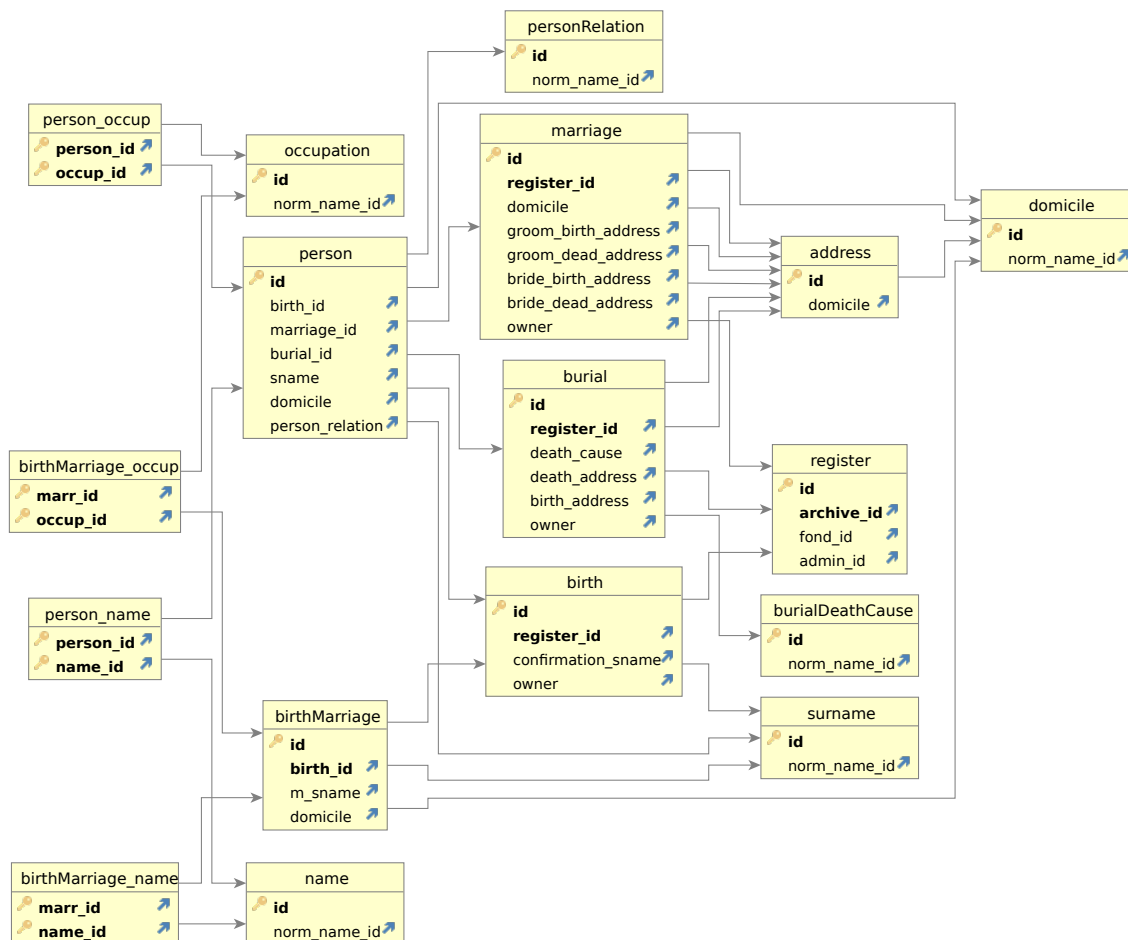 personRelation
id
norm_name_id
person_occup
person_id
occup_id
occupation
id
norm_name_id
marriage
id
register_id
domicile
groom_birth_address
groom_dead_address
bride_birth_address
bride_dead_address
owner
domicile
id
norm_name_id
person
id
birth_id
marriage_id
burial_id
sname
domicile
person_relation
address
id
domicile
burial
id
register_id
death_cause
death_address
birth_address
owner
birthMarriage_occup
marr_id
occup_id
register
id
archive_id
fond_id
admin_id
birth
id
register_id
confirmation_sname
owner
person_name
person_id
name_id
burialDeathCause
id
norm_name_id
birthMarriage
id
birth_id
m_sname
domicile
surname
id
norm_name_id
birthMarriage_name
marr_id
name_id
name
id
norm_name_id